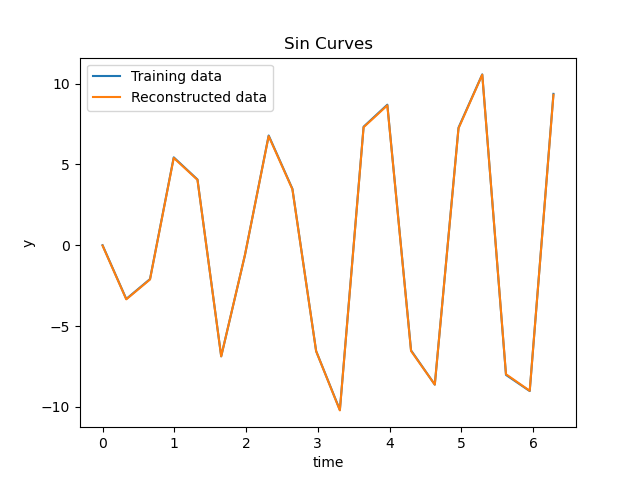 Sin Curves
Training data
Reconstructed data
10
5
0
−5
−10
y
0 1 2 3 4 5 6
time